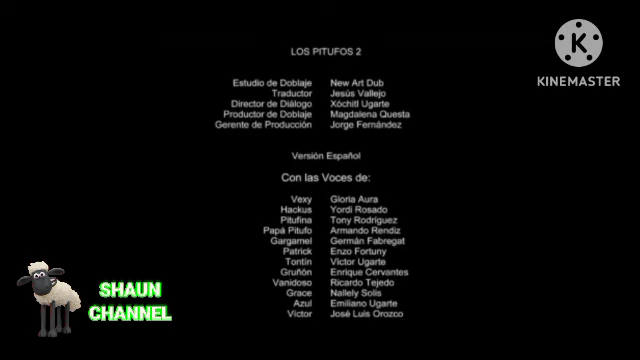 LOS PITUFOS 2
KINEMASTER
Estudio de Doblaje New Art Dub
Traductor Jesús Vallejo
Director de Diálogo Xóchitl Ugarte
Productor de Doblaje Magdalena Questa
Gerente de Producción Jorge Fernández
Versión Español
Con las Voces de:
Vexy Gloria Aura
Hackus Yordi Rosado
Pitufina Tony Rodríguez
Papá Pitufo Armando Rendiz
Gargamel Germán Fabregat
Patrick Enzo Fortuny
Tontín Víctor Ugarte
Gruñón Enrique Cervantes
Vanidoso Ricardo Tejedo
Grace Nallely Solís
Azul Emiliano Ugarte
Víctor José Luis Orozco
SHAUN
CHANNEL